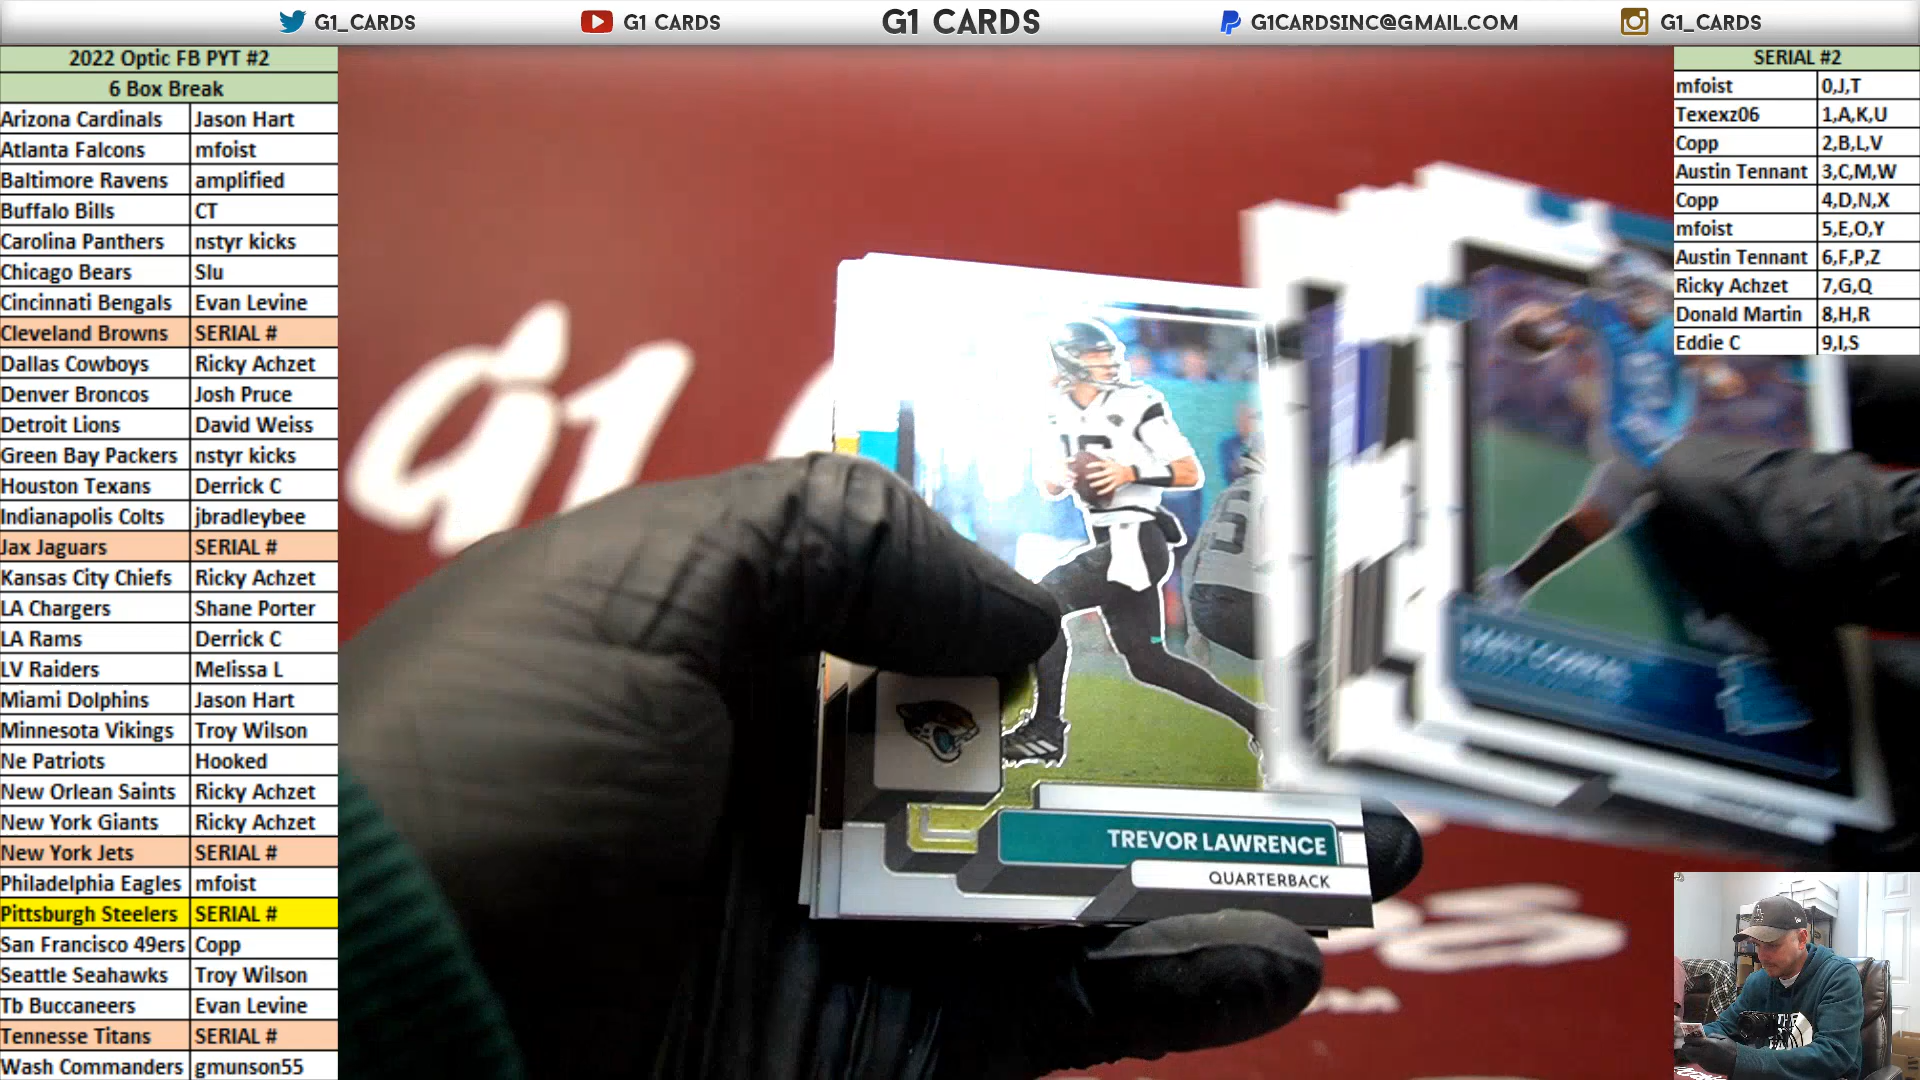 G1_CARDS G1 CARDS G1 CARDS G1CARDSINC@GMAIL.COM G1_CARDS
2022 Optic FB PYT #2
6 Box Break
Arizona Cardinals Jason Hart
Atlanta Falcons mfoist
Baltimore Ravens amplified
Buffalo Bills CT
Carolina Panthers nstyr kicks
Chicago Bears Slu
Cincinnati Bengals Evan Levine
Cleveland Browns SERIAL #
Dallas Cowboys Ricky Achzet
Denver Broncos Josh Pruce
Detroit Lions David Weiss
Green Bay Packers nstyr kicks
Houston Texans Derrick C
Indianapolis Colts jbradleybee
Jax Jaguars SERIAL #
Kansas City Chiefs Ricky Achzet
LA Chargers Shane Porter
LA Rams Derrick C
LV Raiders Melissa L
Miami Dolphins Jason Hart
Minnesota Vikings Troy Wilson
Ne Patriots Hooked
New Orlean Saints Ricky Achzet
New York Giants Ricky Achzet
New York Jets SERIAL #
Philadelphia Eagles mfoist
Pittsburgh Steelers SERIAL #
San Francisco 49ers Copp
Seattle Seahawks Troy Wilson
Tb Buccaneers Evan Levine
Tennesse Titans SERIAL #
Wash Commanders gmunson55
SERIAL #2
mfoist 0,J,T
Texexz06 1,A,K,U
Copp 2,B,L,V
Austin Tennant 3,C,M,W
Copp 4,D,N,X
mfoist 5,E,O,Y
Austin Tennant 6,F,P,Z
Ricky Achzet 7,G,Q
Donald Martin 8,H,R
Eddie C 9,I,S
G1
TREVOR LAWRENCE
QUARTERBACK